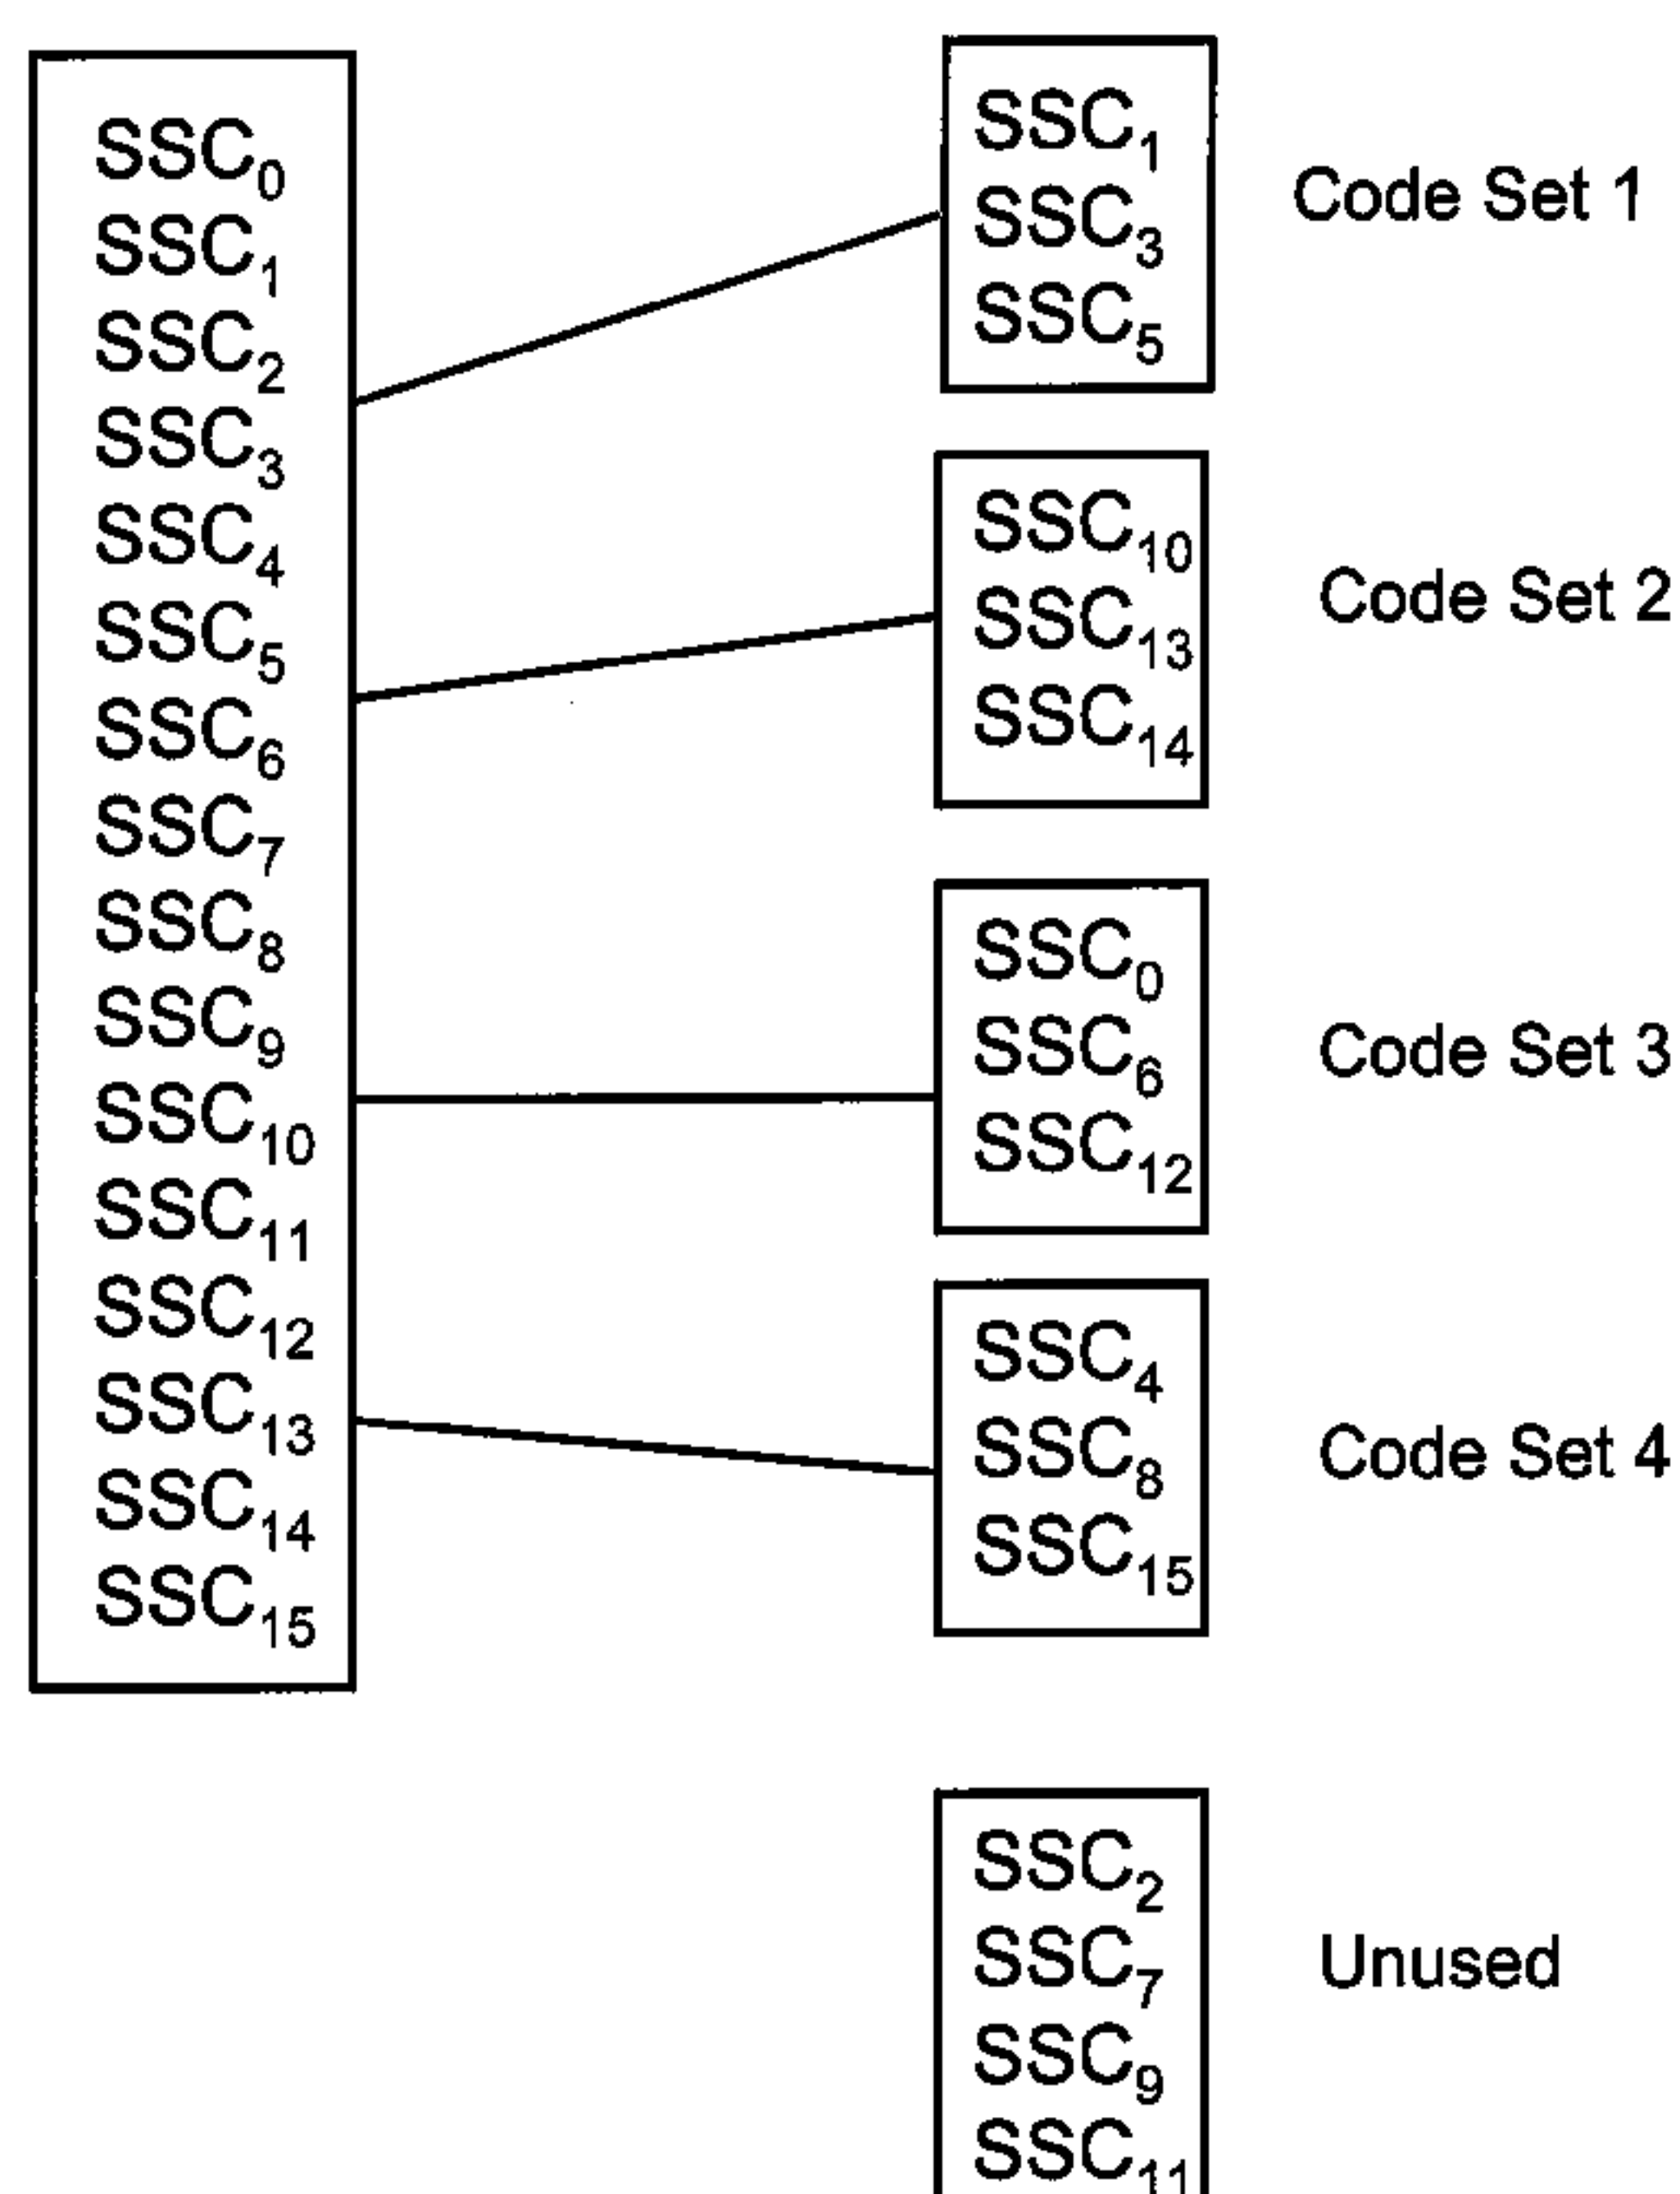 SSC₀
SSC₁
SSC₂
SSC₃
SSC₄
SSC₅
SSC₆
SSC₇
SSC₈
SSC₉
SSC₁₀
SSC₁₁
SSC₁₂
SSC₁₃
SSC₁₄
SSC₁₅
SSC₁
SSC₃
SSC₅
Code Set 1
SSC₁₀
SSC₁₃
SSC₁₄
Code Set 2
SSC₀
SSC₆
SSC₁₂
Code Set 3
SSC₄
SSC₈
SSC₁₅
Code Set 4
SSC₂
SSC₇
SSC₉
SSC₁₁
Unused